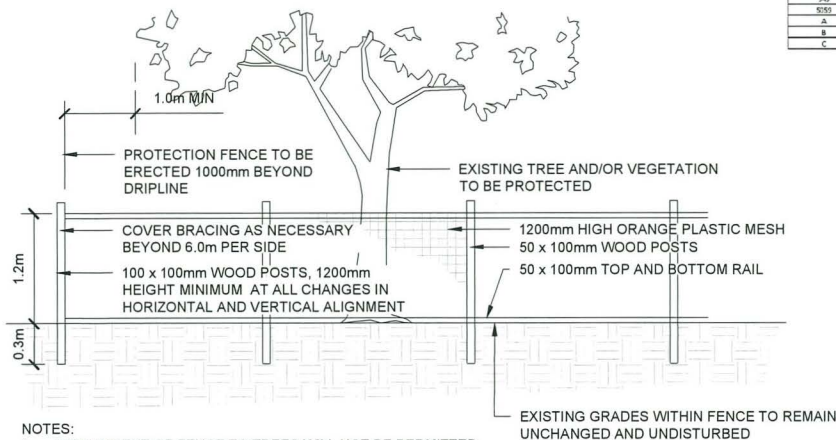 5059
A
B
C
1.0m MIN
PROTECTION FENCE TO BE
ERECTED 1000mm BEYOND
DRIPLINE
EXISTING TREE AND/OR VEGETATION
TO BE PROTECTED
COVER BRACING AS NECESSARY
BEYOND 6.0m PER SIDE
1200mm HIGH ORANGE PLASTIC MESH
50 x 100mm WOOD POSTS
100 x 100mm WOOD POSTS, 1200mm
HEIGHT MINIMUM AT ALL CHANGES IN
HORIZONTAL AND VERTICAL ALIGNMENT
50 x 100mm TOP AND BOTTOM RAIL
1.2m
0.3m
EXISTING GRADES WITHIN FENCE TO REMAIN
UNCHANGED AND UNDISTURBED
NOTES: